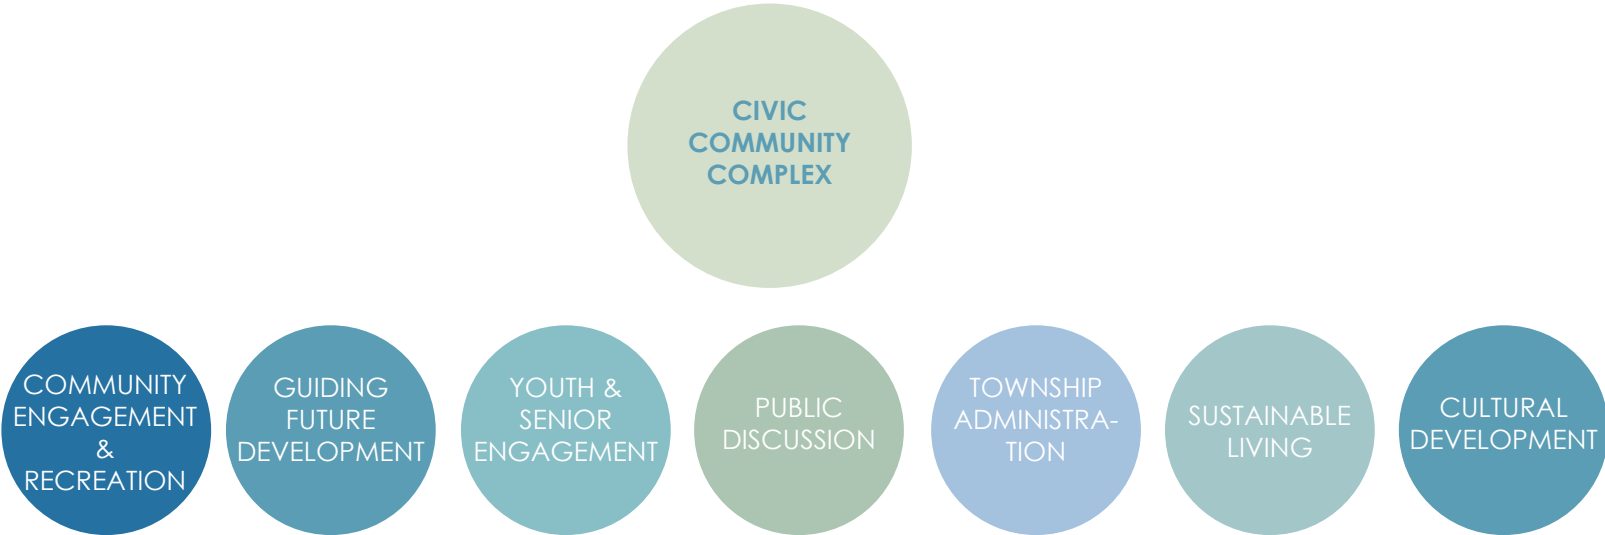 CIVIC
COMMUNITY
COMPLEX
COMMUNITY
ENGAGEMENT
&
RECREATION
GUIDING
FUTURE
DEVELOPMENT
YOUTH &
SENIOR
ENGAGEMENT
PUBLIC
DISCUSSION
TOWNSHIP
ADMINISTRA-
TION
SUSTAINABLE
LIVING
CULTURAL
DEVELOPMENT